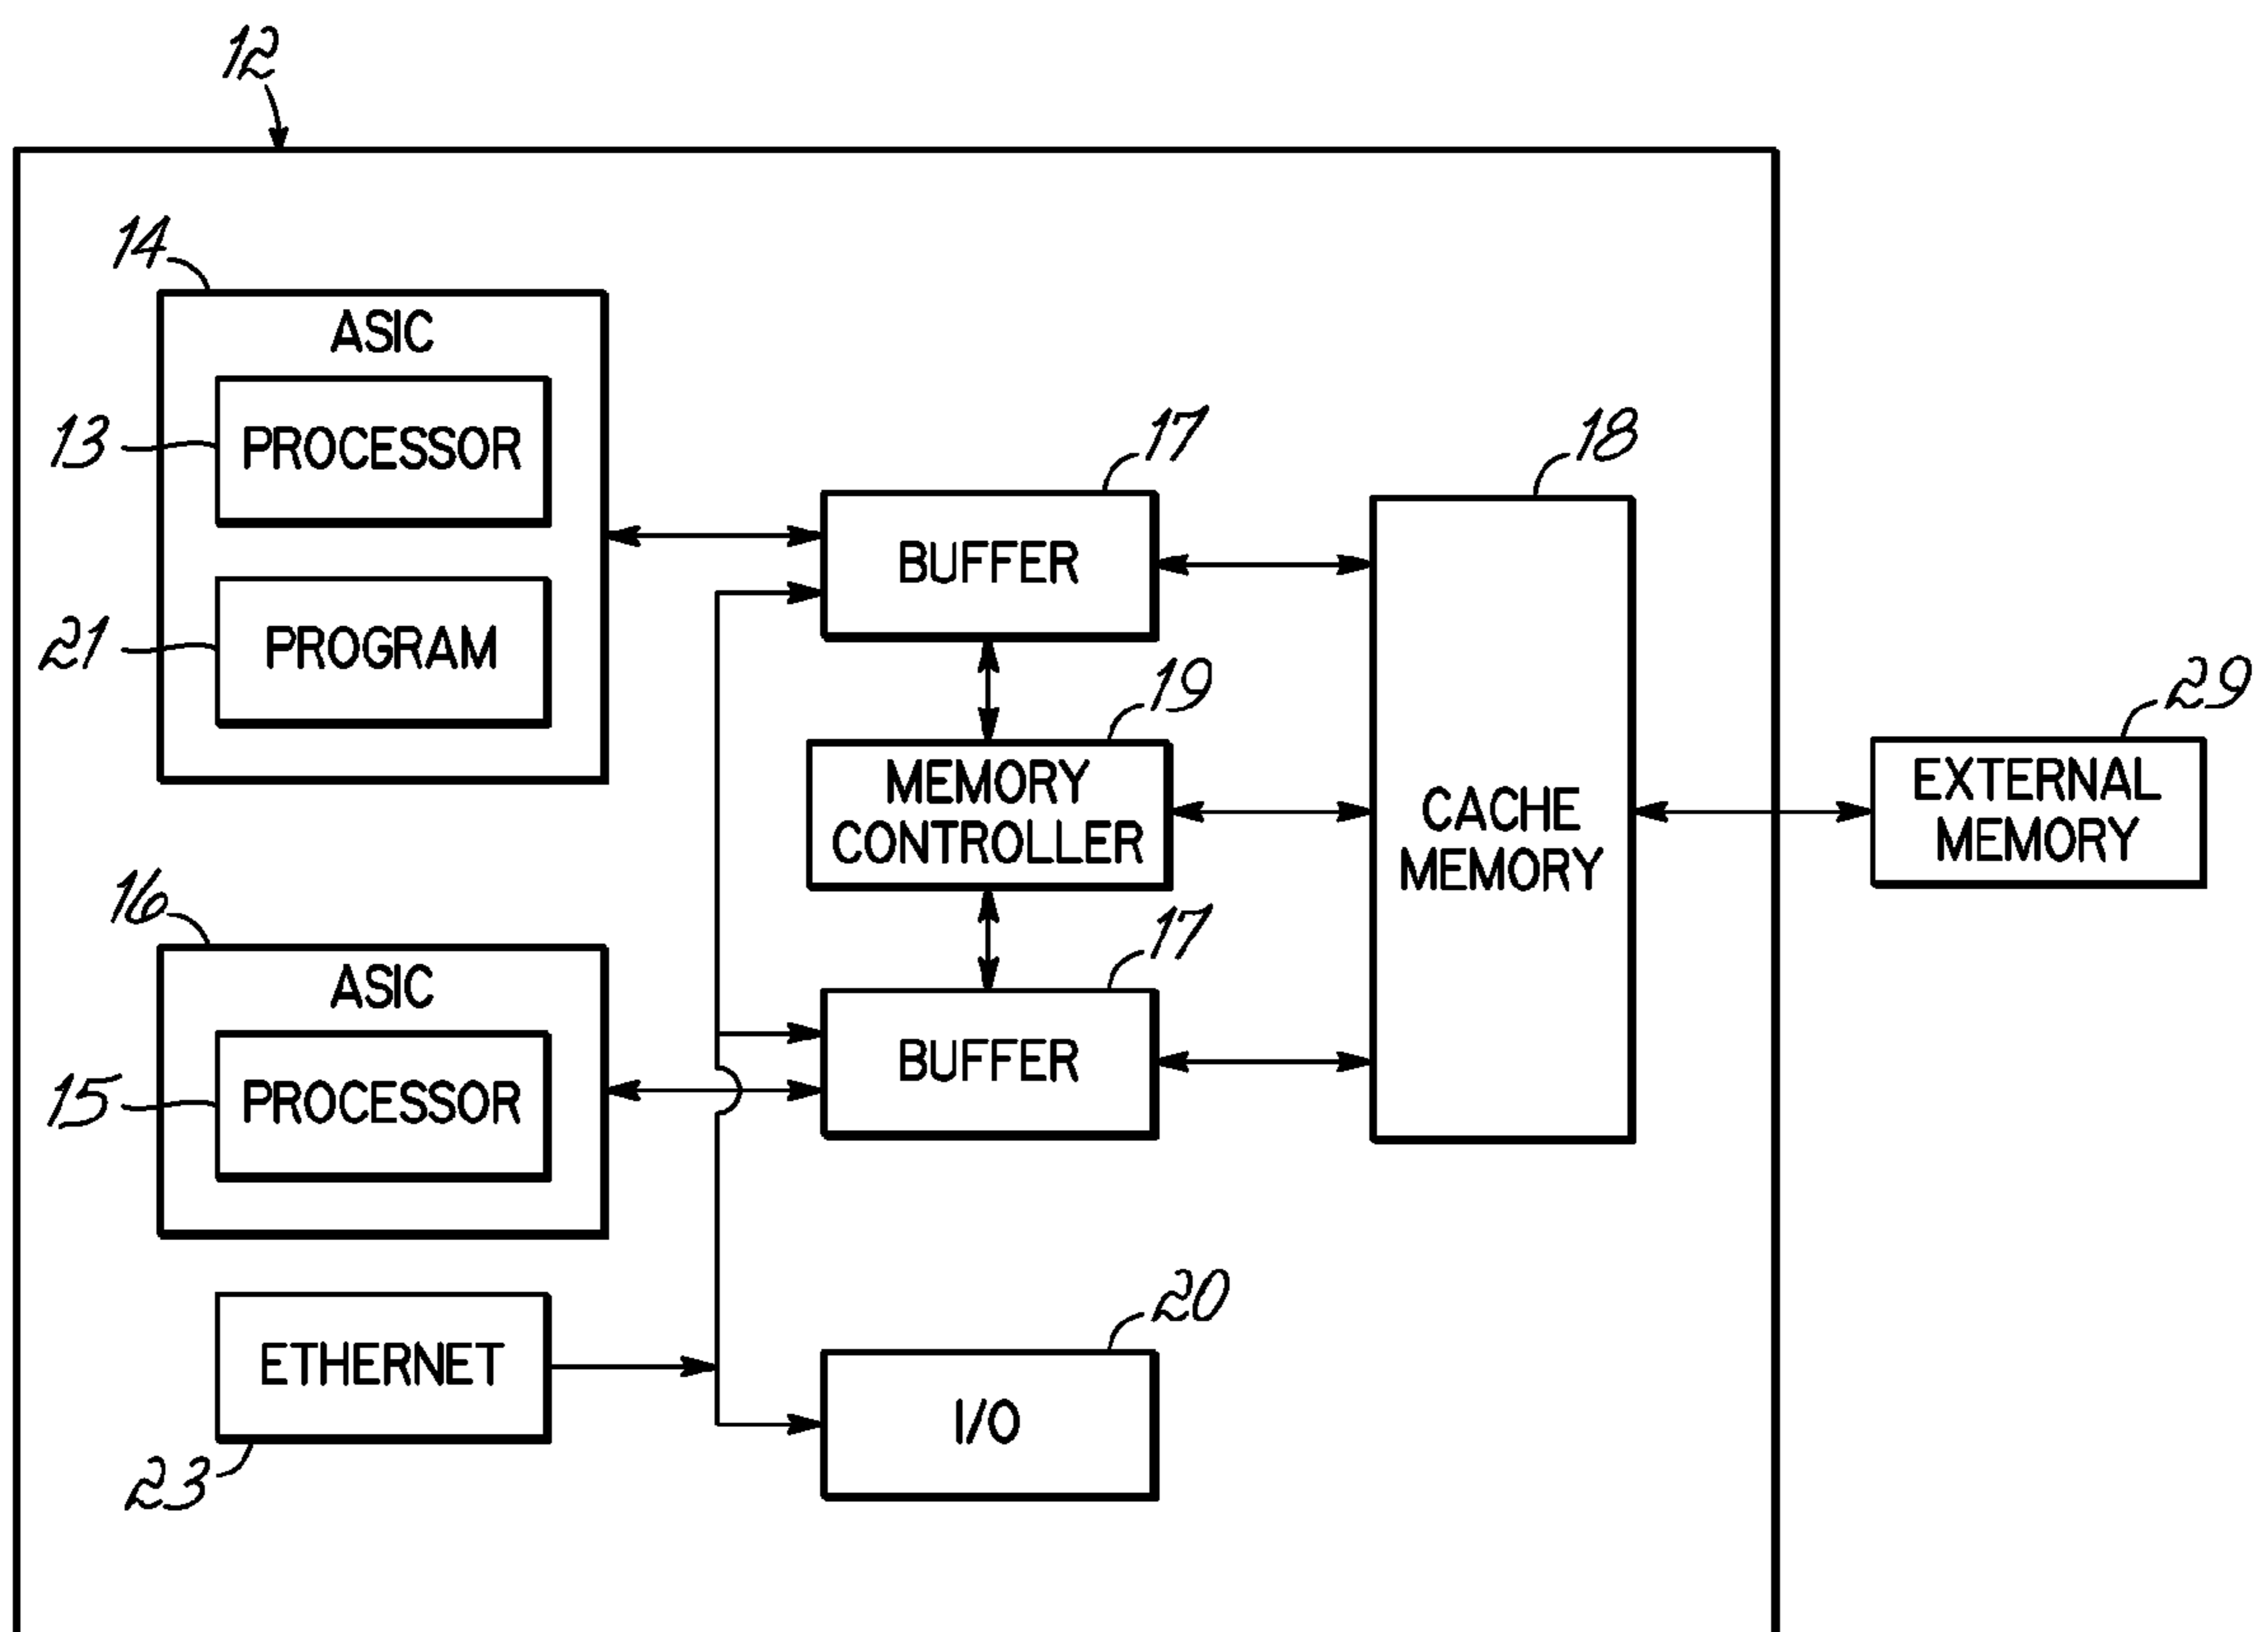 12
14
ASIC
13
PROCESSOR
21
PROGRAM
17
BUFFER
18
CACHE
MEMORY
19
MEMORY
CONTROLLER
29
EXTERNAL
MEMORY
16
ASIC
15
PROCESSOR
17
BUFFER
ETHERNET
23
20
I/O